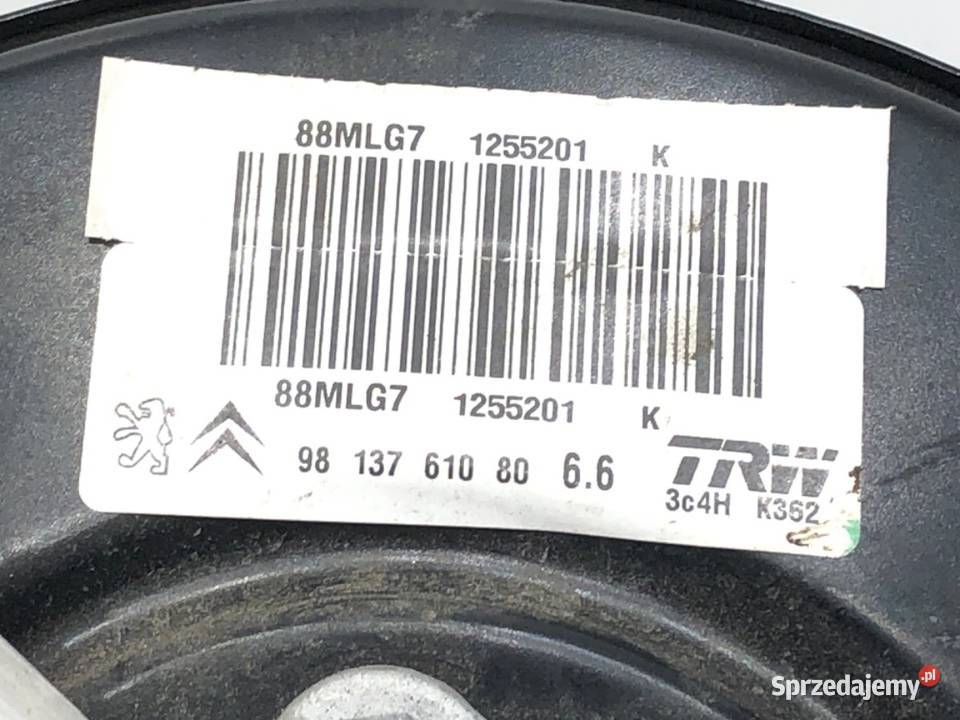 88MLG7 1255201 K
88MLG7 1255201 K
98 137 610 80 6.6
TRW
3c4H K362
Sprzedajemy.pl